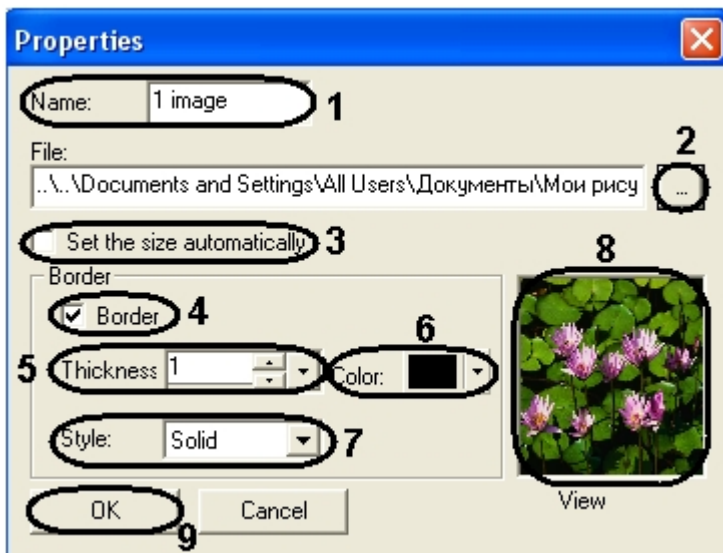 Properties
Name: 1 image 1
File: 2
..\..\Documents and Settings\All Users\Документы\Мои рису ...
Set the size automatically 3
8
Border
Border 4
6
5 Thickness 1 Color:
Style: Solid 7
View
OK Cancel
9